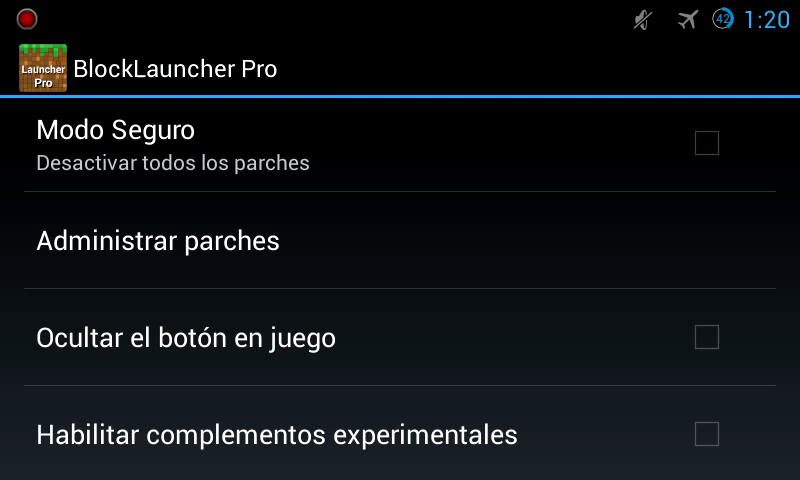 42 1:20
Launcher
Pro
BlockLauncher Pro
Modo Seguro
Desactivar todos los parches
Administrar parches
Ocultar el botón en juego
Habilitar complementos experimentales